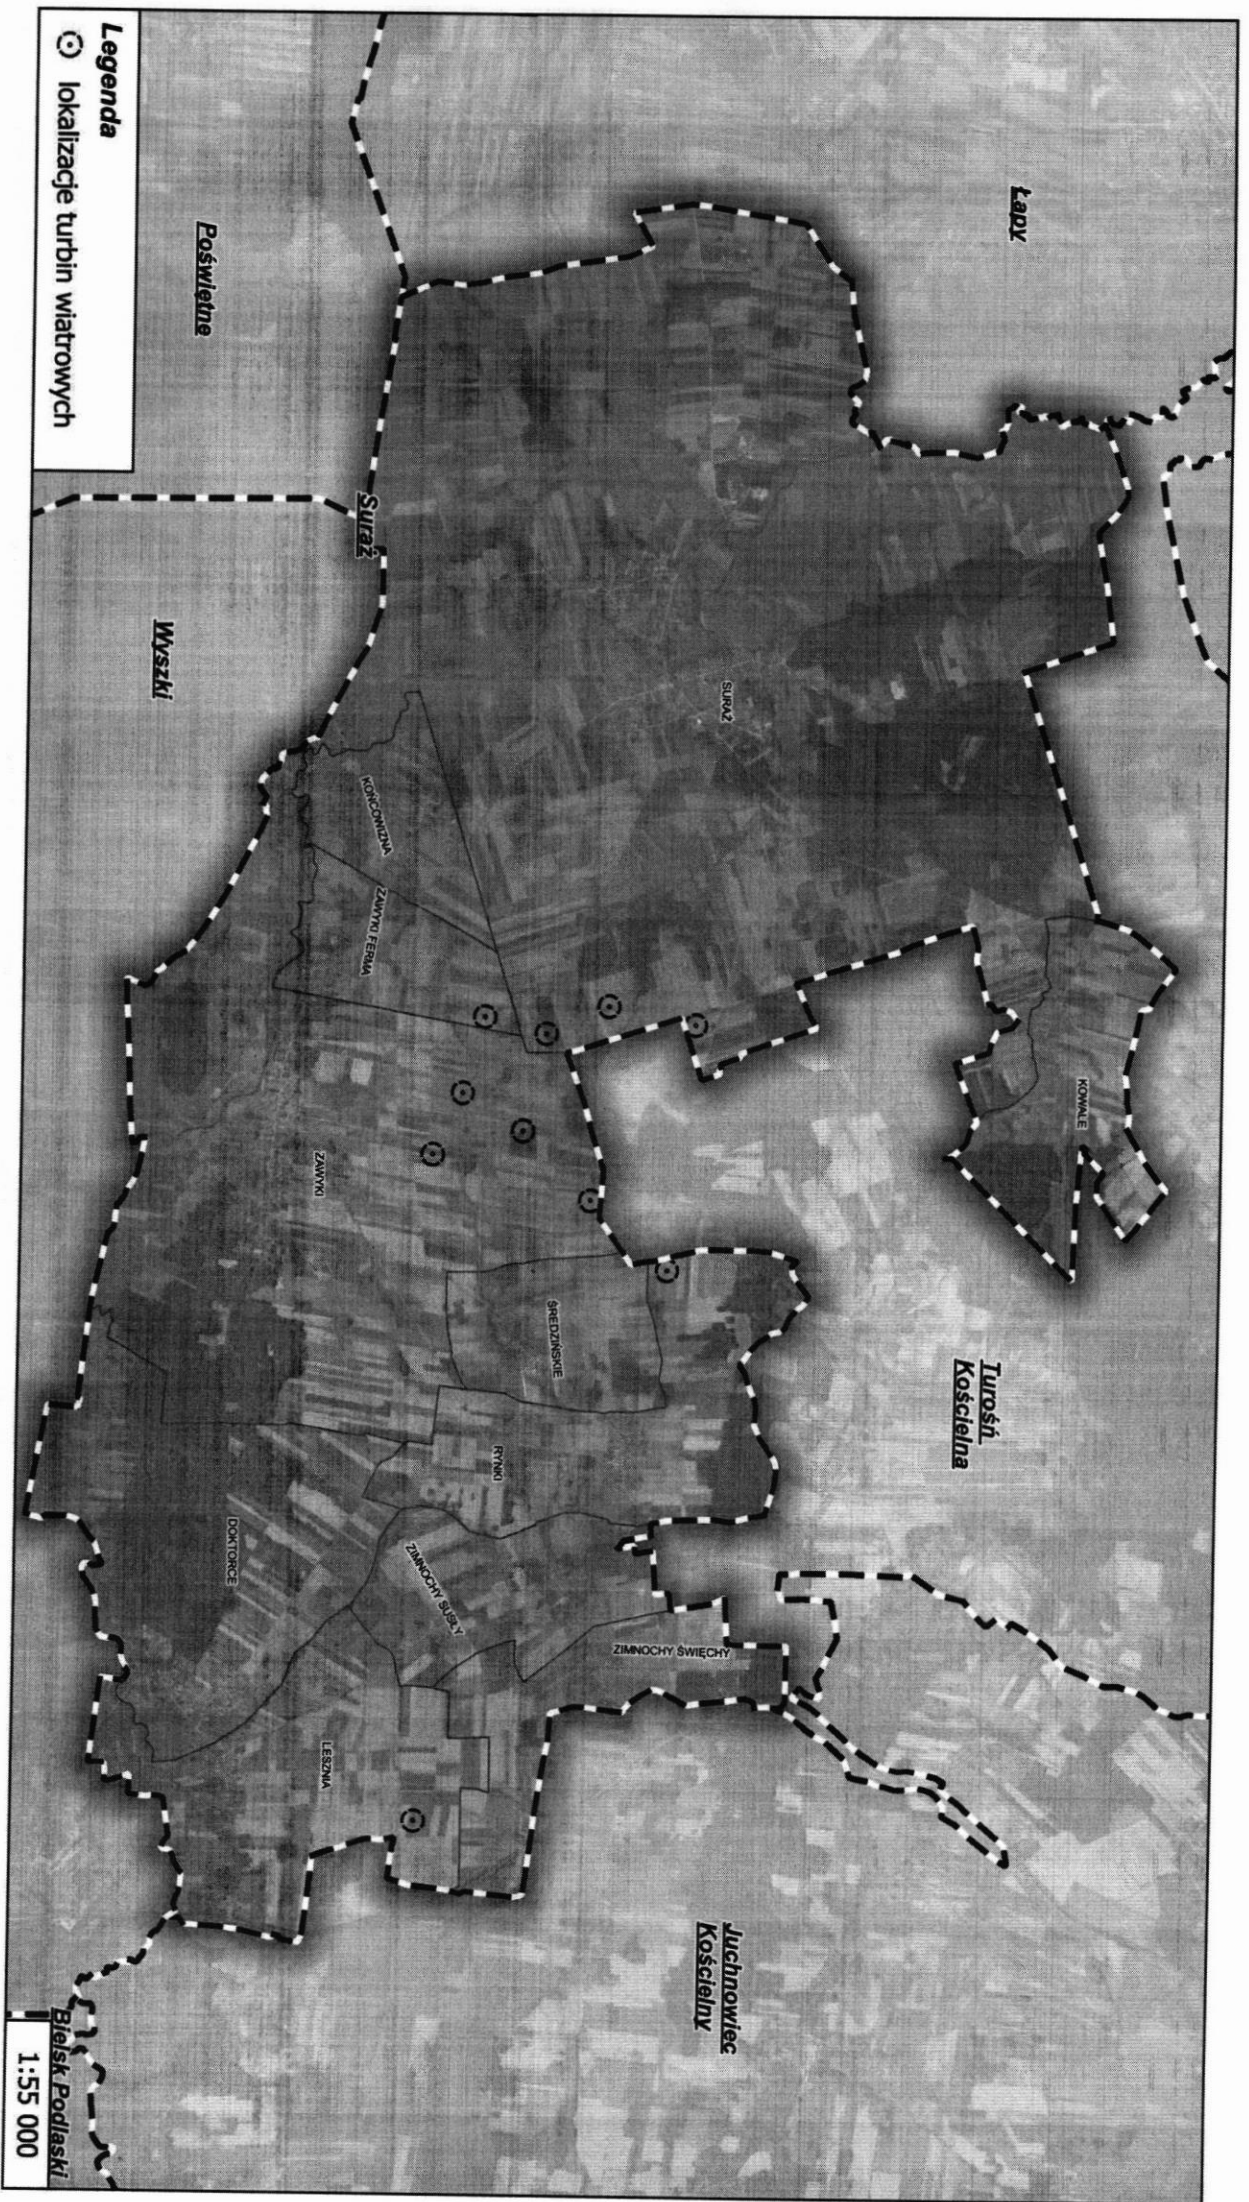 Łapy
Turośń
Kościelna
Juchnowiec
Kościelny
KOWALE
SURAŻ
ZIMNOCHY ŚWIĘCHY
ŚREDZIŃSKIE
RYNKI
ZIMNOCHY SUSŁY
KOŃCOWIZNA
ZAWYKI FERMA
Suraż
ZAWYKI
LESZNIA
DOKTORCE
Poświętne
Wyszki
Legenda
lokalizacje turbin wiatrowych
Bielsk Podlaski
1:55 000